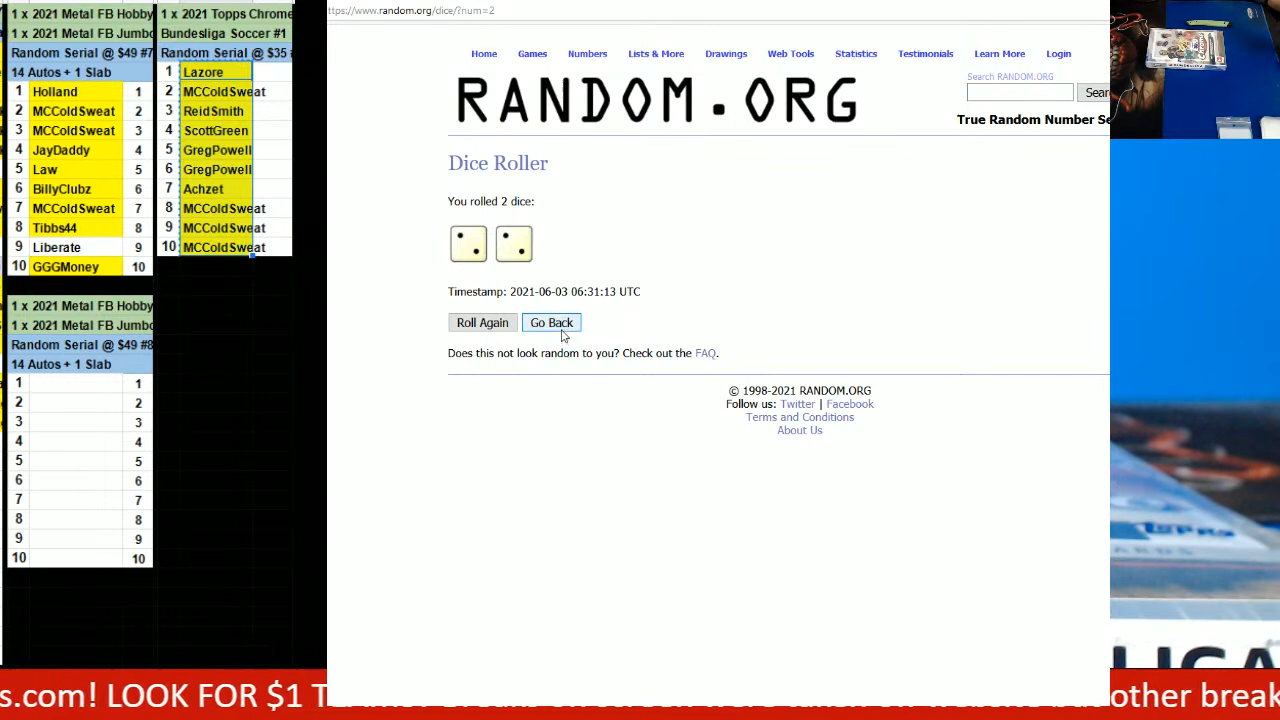 1 x 2021 Metal FB Hobby
1 x 2021 Metal FB Jumbo
Random Serial @ $49 #7
14 Autos + 1 Slab
1 Holland 1
2 MCColdSweat 2
3 MCColdSweat 3
4 JayDaddy 4
5 Law 5
6 BillyClubz 6
7 MCColdSweat 7
8 Tibbs44 8
9 Liberate 9
10 GGGMoney 10
1 x 2021 Metal FB Hobby
1 x 2021 Metal FB Jumbo
Random Serial @ $49 #8
14 Autos + 1 Slab
1 1
2 2
3 3
4 4
5 5
6 6
7 7
8 8
9 9
10 10
1 x 2021 Topps Chrome
Bundesliga Soccer #1
Random Serial @ $35 #
1 Lazore
2 MCColdSweat
3 ReidSmith
4 ScottGreen
5 GregPowell
6 GregPowell
7 Achzet
8 MCColdSweat
9 MCColdSweat
10 MCColdSweat
ttps://www.random.org/dice/?num=2
Home Games Numbers Lists & More Drawings Web Tools Statistics Testimonials Learn More Login
RANDOM.ORG
Search RANDOM.ORG
Sear
True Random Number Se
Dice Roller
You rolled 2 dice:
Timestamp: 2021-06-03 06:31:13 UTC
Roll Again Go Back
Does this not look random to you? Check out the FAQ.
© 1998-2021 RANDOM.ORG
Follow us: Twitter | Facebook
Terms and Conditions
About Us
topps
s.com! LOOK FOR $1 T
other break